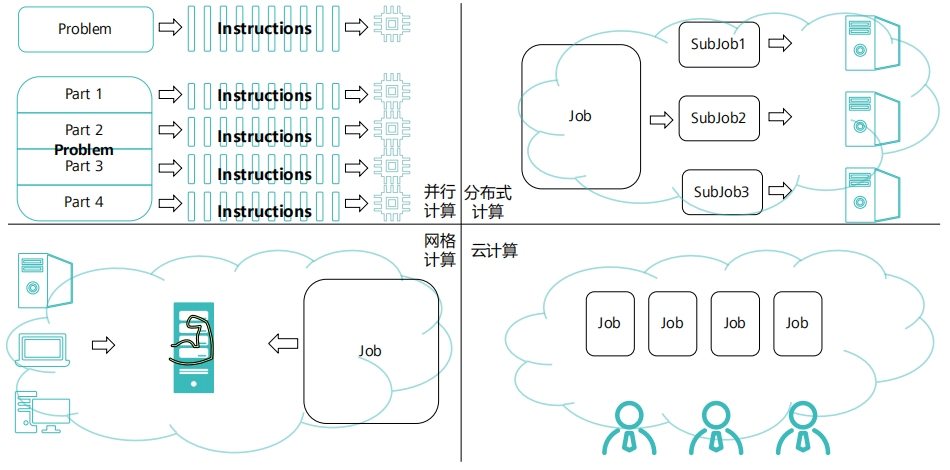 Problem
Instructions
Part 1
Instructions
Part 2
Instructions
Problem
Part 3
Instructions
Part 4
Instructions
并行
计算
分布式
计算
Job
SubJob1
SubJob2
SubJob3
网格
计算
Job
云计算
Job
Job
Job
Job